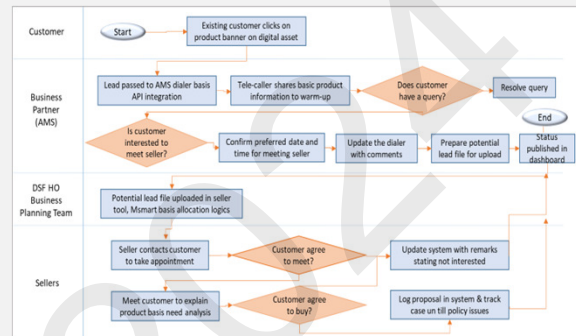 Customer
Start
Existing customer clicks on
product banner on digital asset
Business
Partner
(AMS)
Lead passed to AMS dialer basis
API integration
Tele-caller shares basic product
information to warm-up
Does customer
have a query?
Resolve query
End
Is customer
interested to
meet seller?
Confirm preferred date and
time for meeting seller
Update the dialer
with comments
Prepare potential
lead file for upload
Status
published in
dashboard
DSF HO
Business
Planning Team
Potential lead file uploaded in seller
tool, Msmart basis allocation logics
Sellers
Seller contacts customer
to take appointment
Customer agree
to meet?
Update system with remarks
stating not interested
Meet customer to explain
product basis need analysis
Customer agree
to buy?
Log proposal in system & track
case un till policy issues